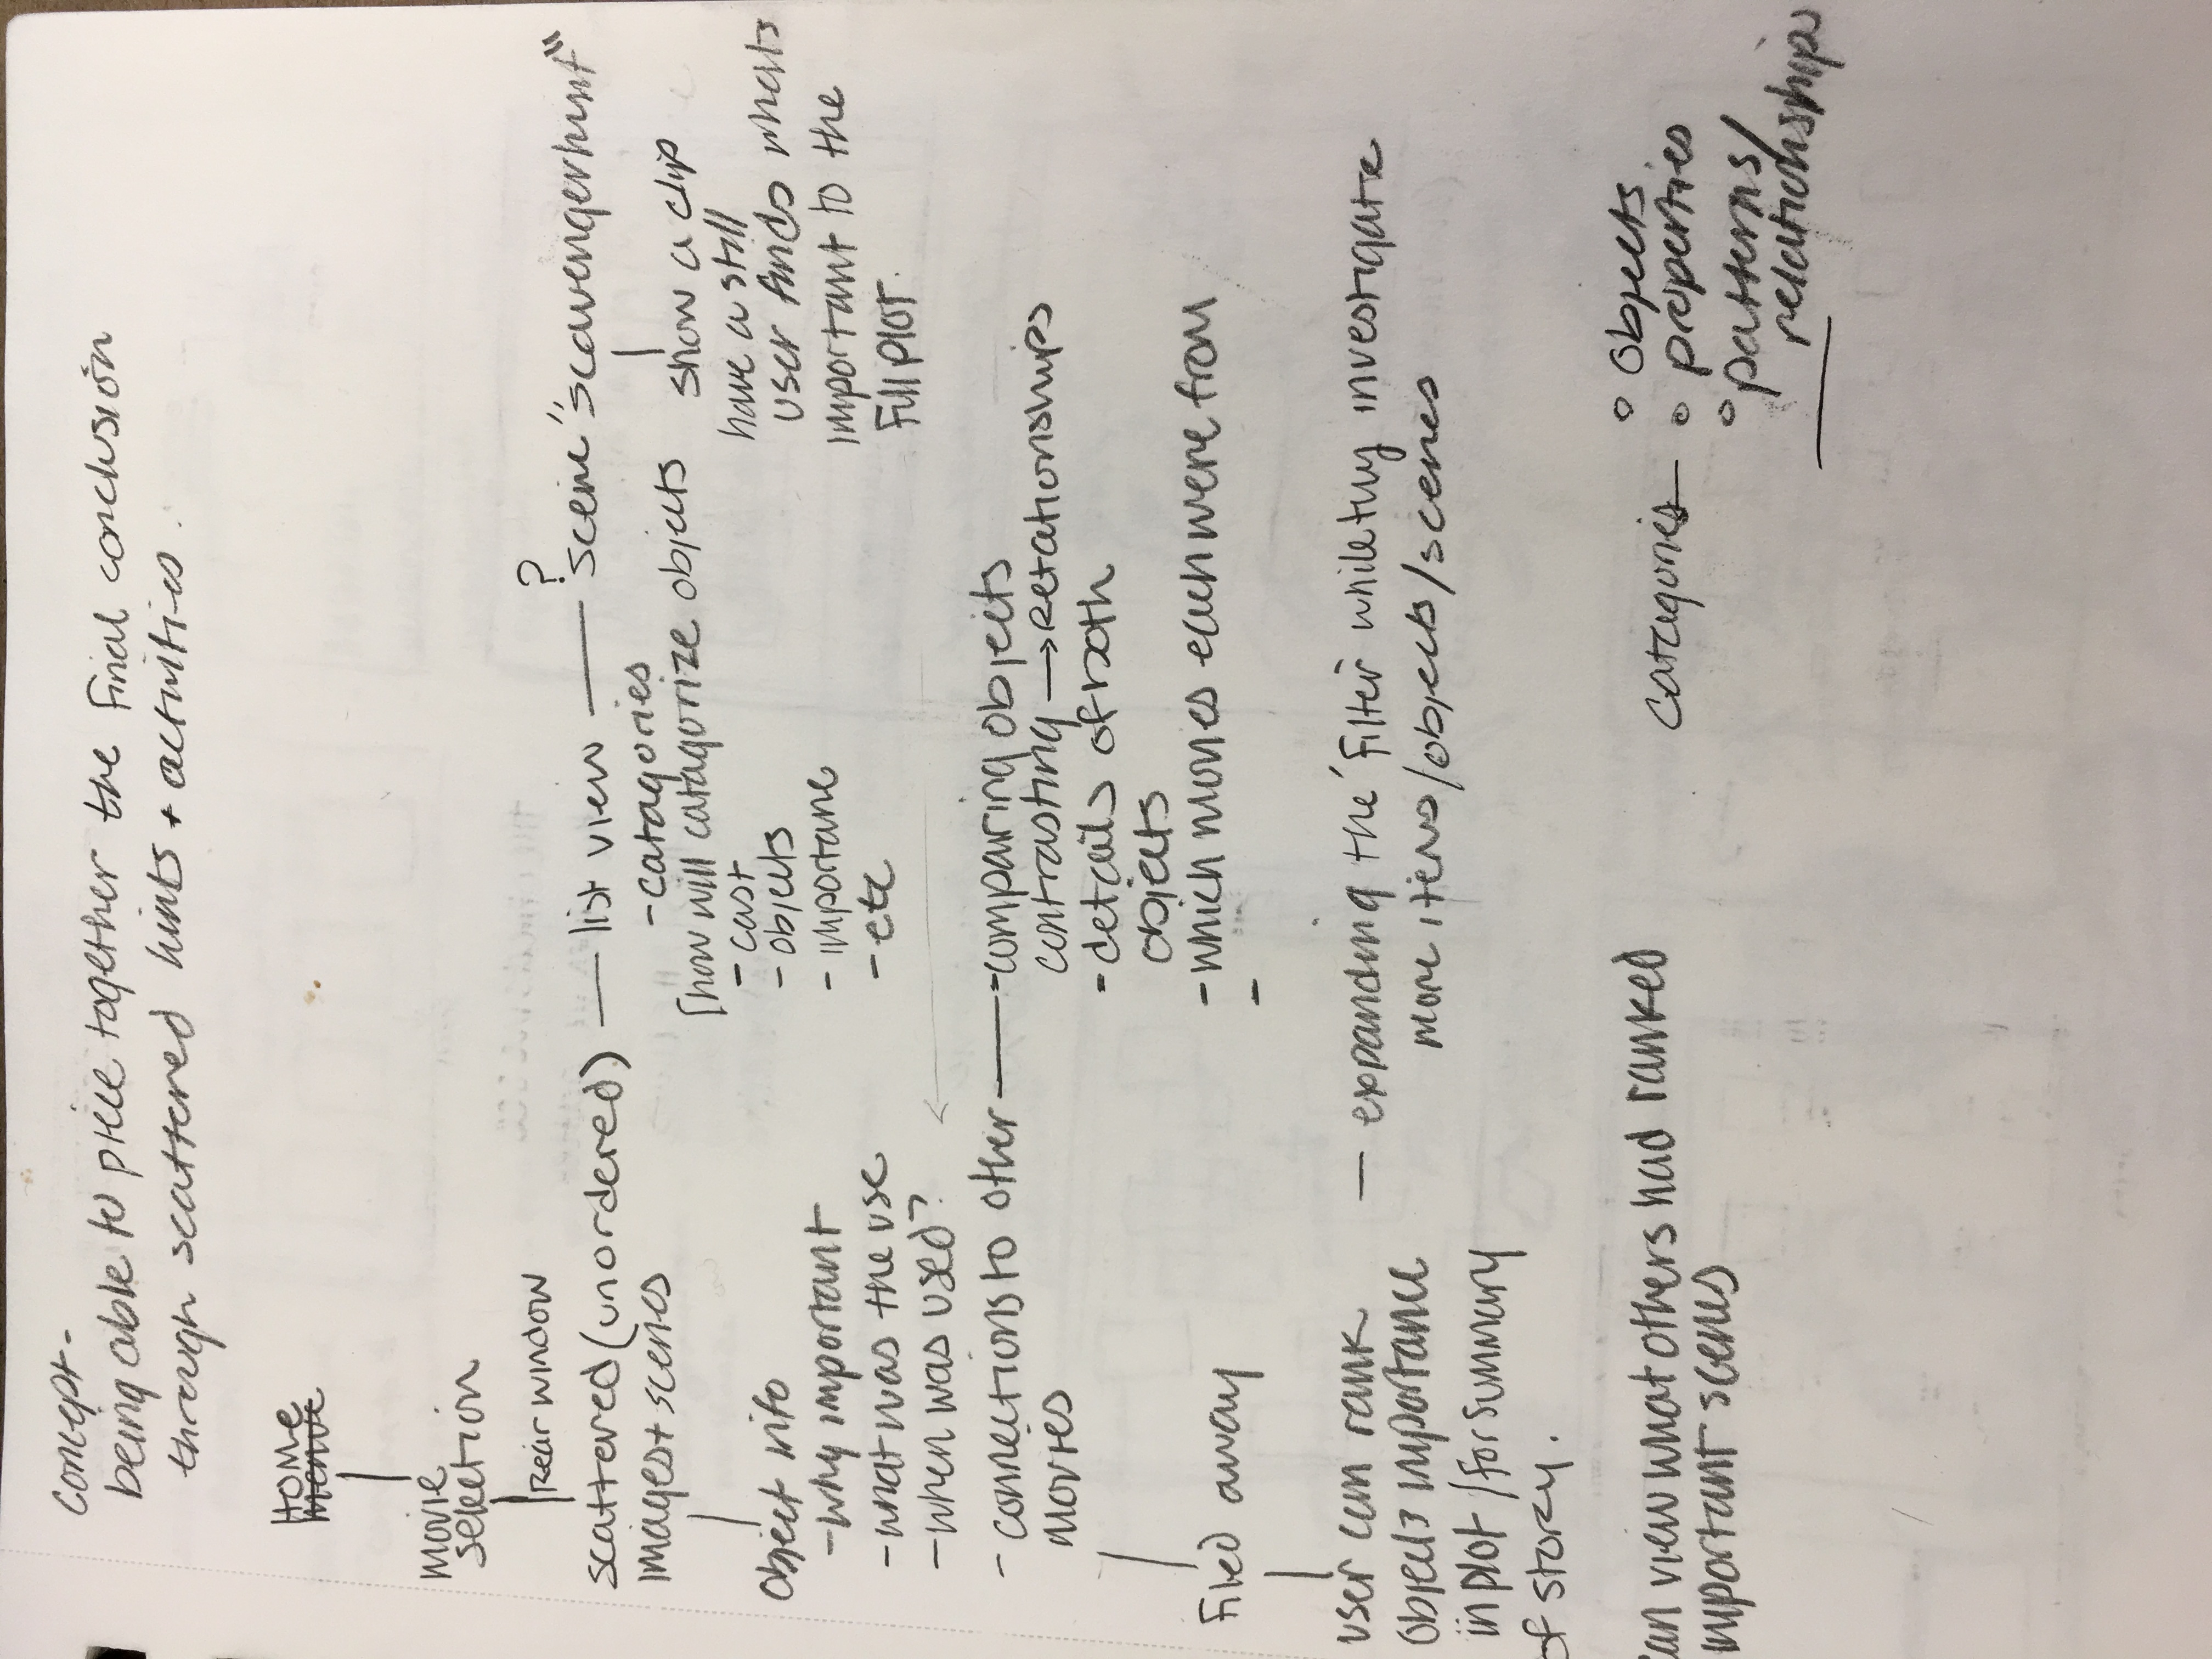 Concept -
being able to piece together the final conclusion
through scattered hints + activities.
HOME
menue
movie
selection
Rear window
scattered (unordered) — list view — ? scene "scavengerhunt"
images + scenes
- catagories
[how will catagorize objects
- cast
- objects
- importane
- etc
show a clip
have a still
user finds whats
important to the
full plot.
object info
- why important
- what was the use
- when was used?
- connections to other
movies
- comparing objects
contrasting → Relationships
- details of both
objects
- which movies each were from
-
Filed away
user can rank
objects importance
in plot / for summary
of story.
— expanding the 'filter' while they investigate
more items/objects/scenes
can view what others had ranked
important scenes
catagories —
° objects.
° properties
° patterns/
relationships